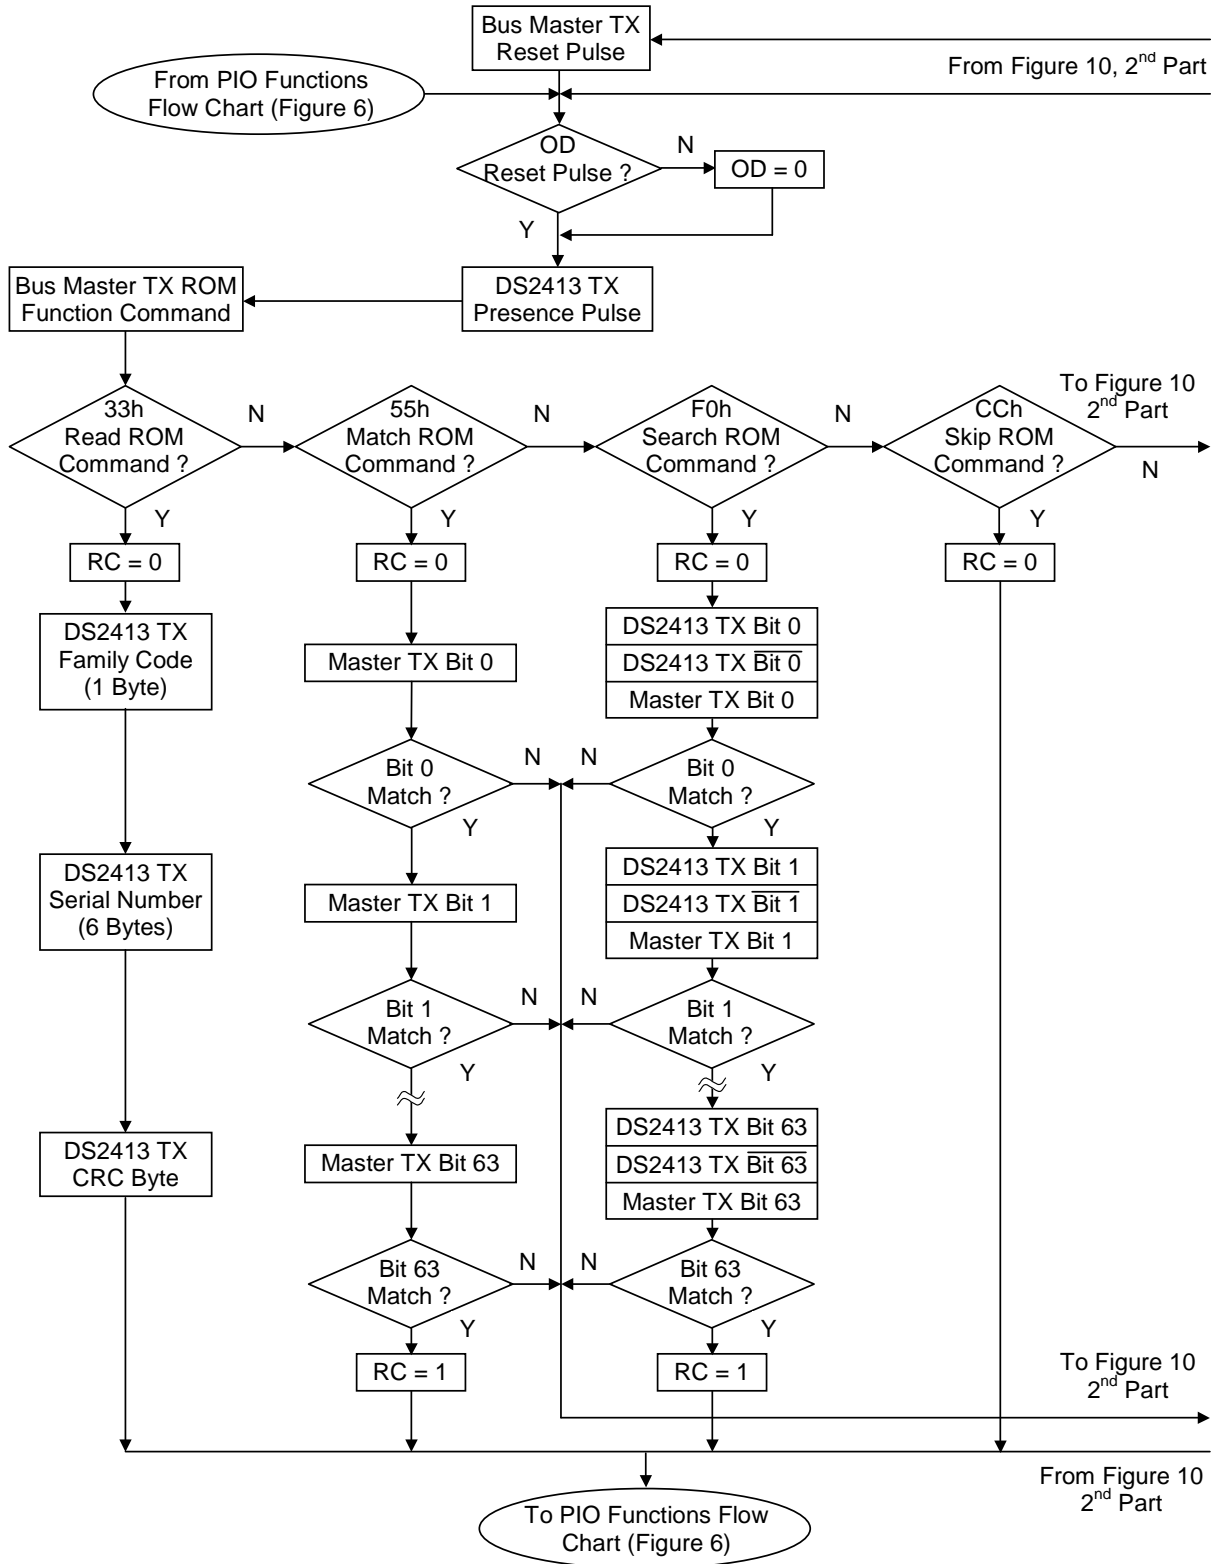 Bus Master TX
Reset Pulse
From PIO Functions
Flow Chart (Figure 6)
From Figure 10, 2nd Part
OD
Reset Pulse ?
N
OD = 0
Y
Bus Master TX ROM
Function Command
DS2413 TX
Presence Pulse
33h
Read ROM
Command ?
N
55h
Match ROM
Command ?
N
F0h
Search ROM
Command ?
N
CCh
Skip ROM
Command ?
To Figure 10
2nd Part
N
Y
Y
Y
Y
RC = 0
RC = 0
RC = 0
RC = 0
DS2413 TX
Family Code
(1 Byte)
Master TX Bit 0
DS2413 TX Bit 0
DS2413 TX Bit 0
Master TX Bit 0
Bit 0
Match ?
N
N
Bit 0
Match ?
Y
Y
DS2413 TX
Serial Number
(6 Bytes)
Master TX Bit 1
DS2413 TX Bit 1
DS2413 TX Bit 1
Master TX Bit 1
Bit 1
Match ?
N
N
Bit 1
Match ?
Y
Y
DS2413 TX
CRC Byte
Master TX Bit 63
DS2413 TX Bit 63
DS2413 TX Bit 63
Master TX Bit 63
Bit 63
Match ?
N
N
Bit 63
Match ?
Y
Y
RC = 1
RC = 1
To Figure 10
2nd Part
From Figure 10
2nd Part
To PIO Functions Flow
Chart (Figure 6)